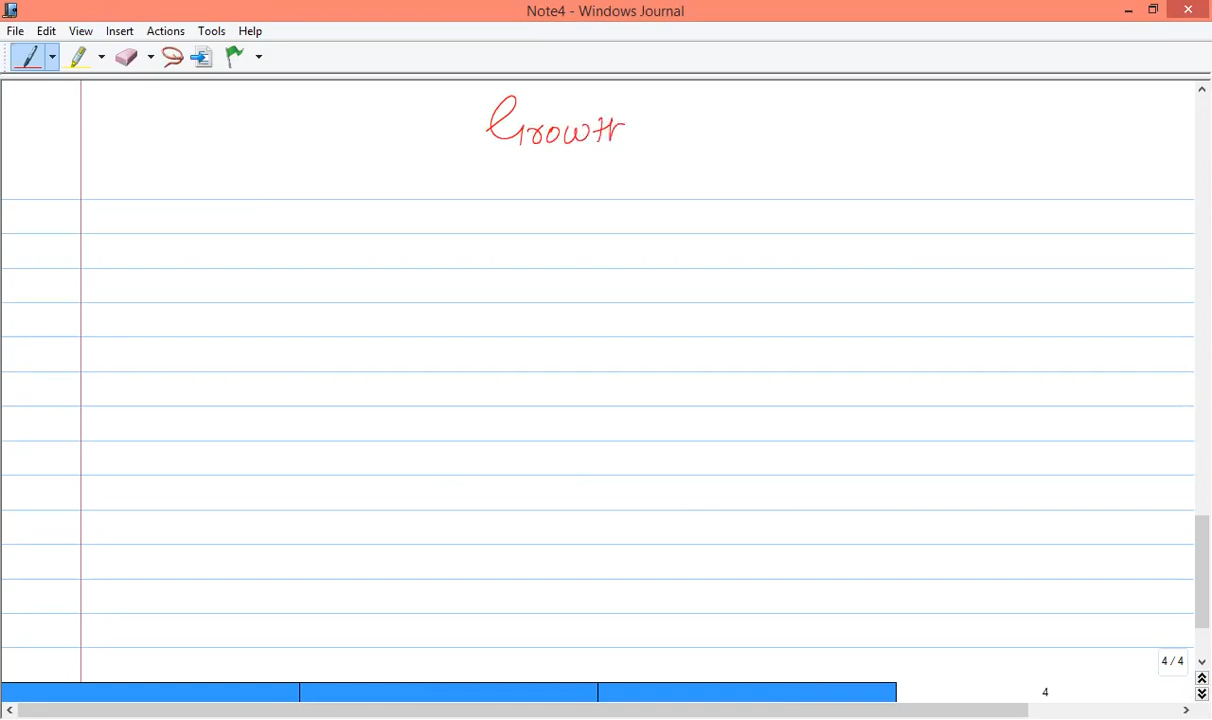 Note4 - Windows Journal
File Edit View Insert Actions Tools Help
Growth
4 / 4
4